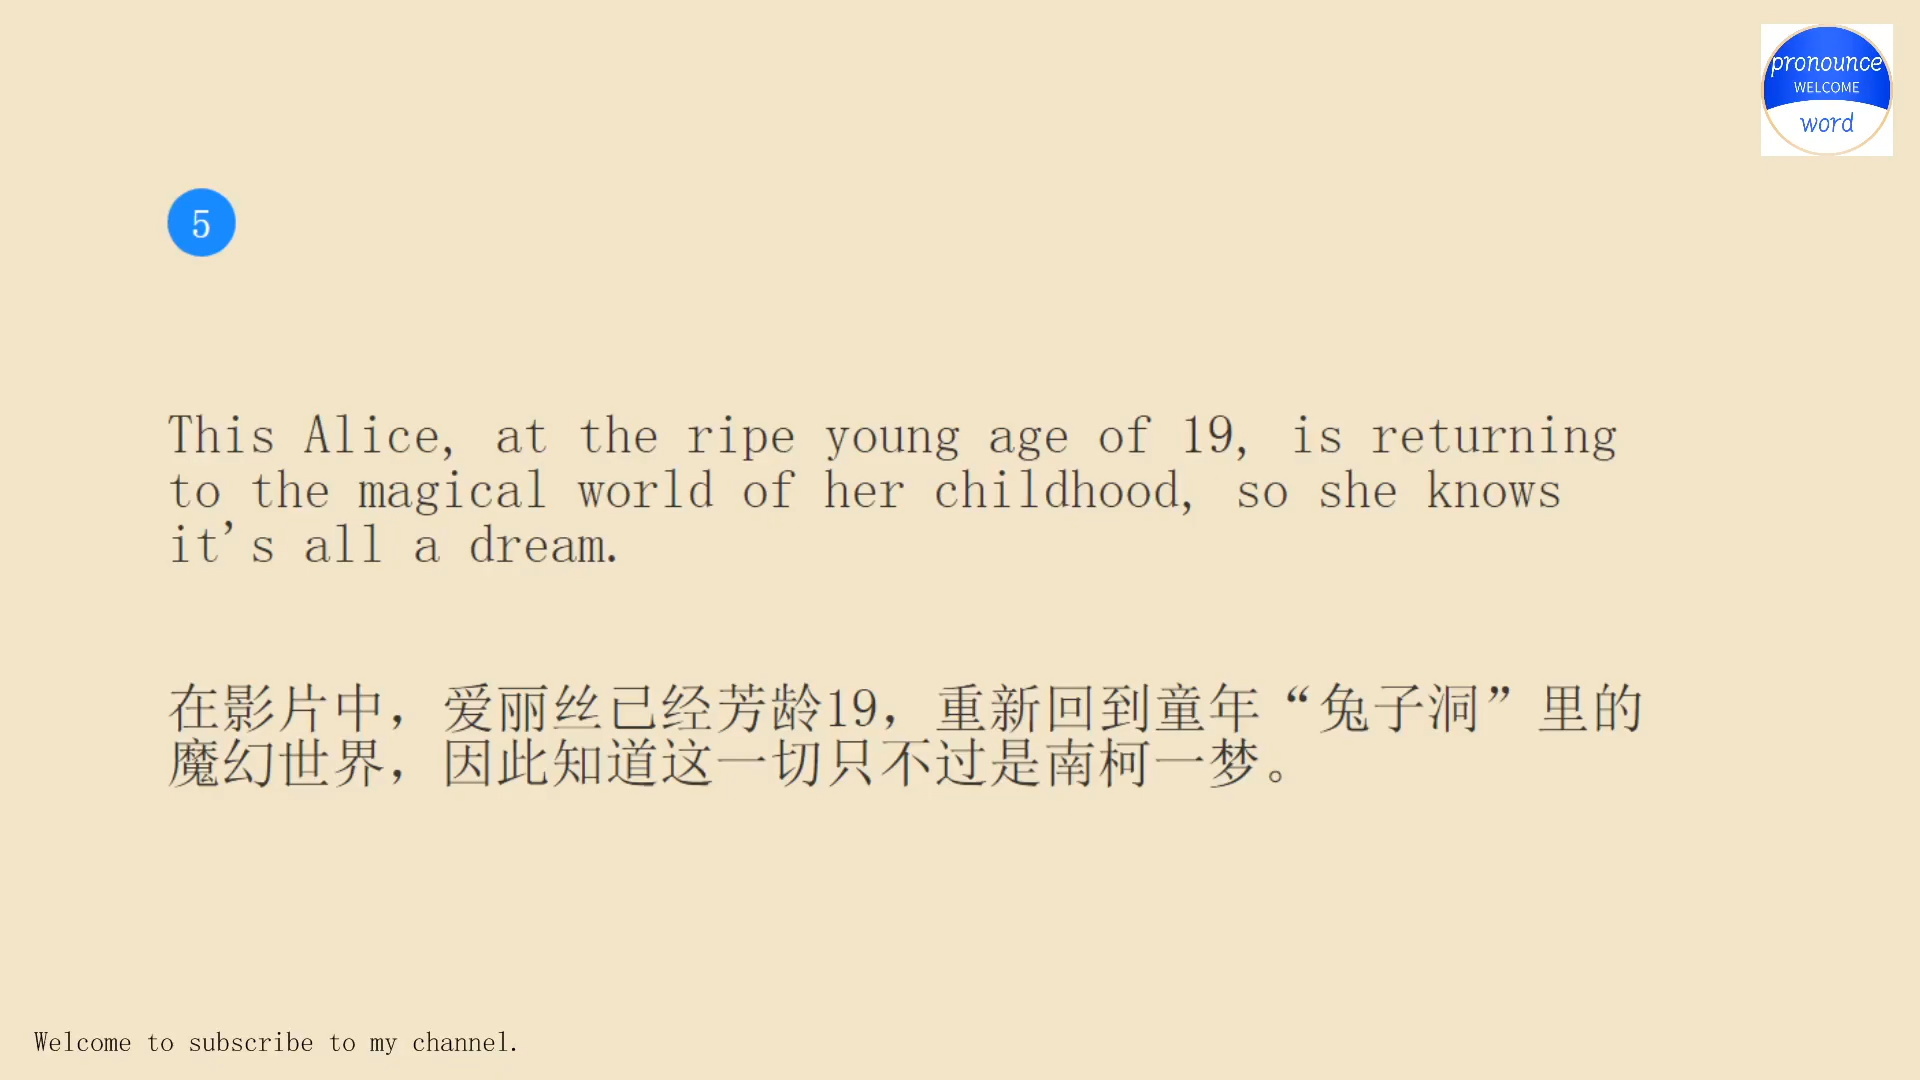 pronounce
WELCOME
word
5
This Alice, at the ripe young age of 19, is returning
to the magical world of her childhood, so she knows
it's all a dream.
在影片中，爱丽丝已经芳龄19，重新回到童年“兔子洞”里的
魔幻世界，因此知道这一切只不过是南柯一梦。
Welcome to subscribe to my channel.